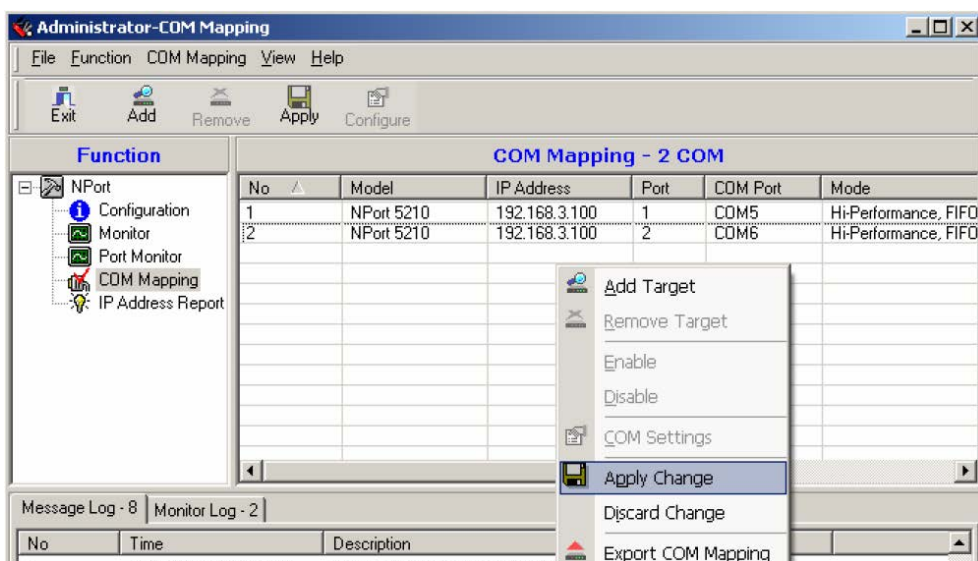 Administrator-COM Mapping
File Function COM Mapping View Help
Exit Add Remove Apply Configure
Function
COM Mapping - 2 COM
NPort
Configuration
Monitor
Port Monitor
COM Mapping
IP Address Report
No Model IP Address Port COM Port Mode
1 NPort 5210 192.168.3.100 1 COM5 Hi-Performance, FIFO
2 NPort 5210 192.168.3.100 2 COM6 Hi-Performance, FIFO
Add Target
Remove Target
Enable
Disable
COM Settings
Apply Change
Discard Change
Export COM Mapping
Message Log - 8 Monitor Log - 2
No Time Description